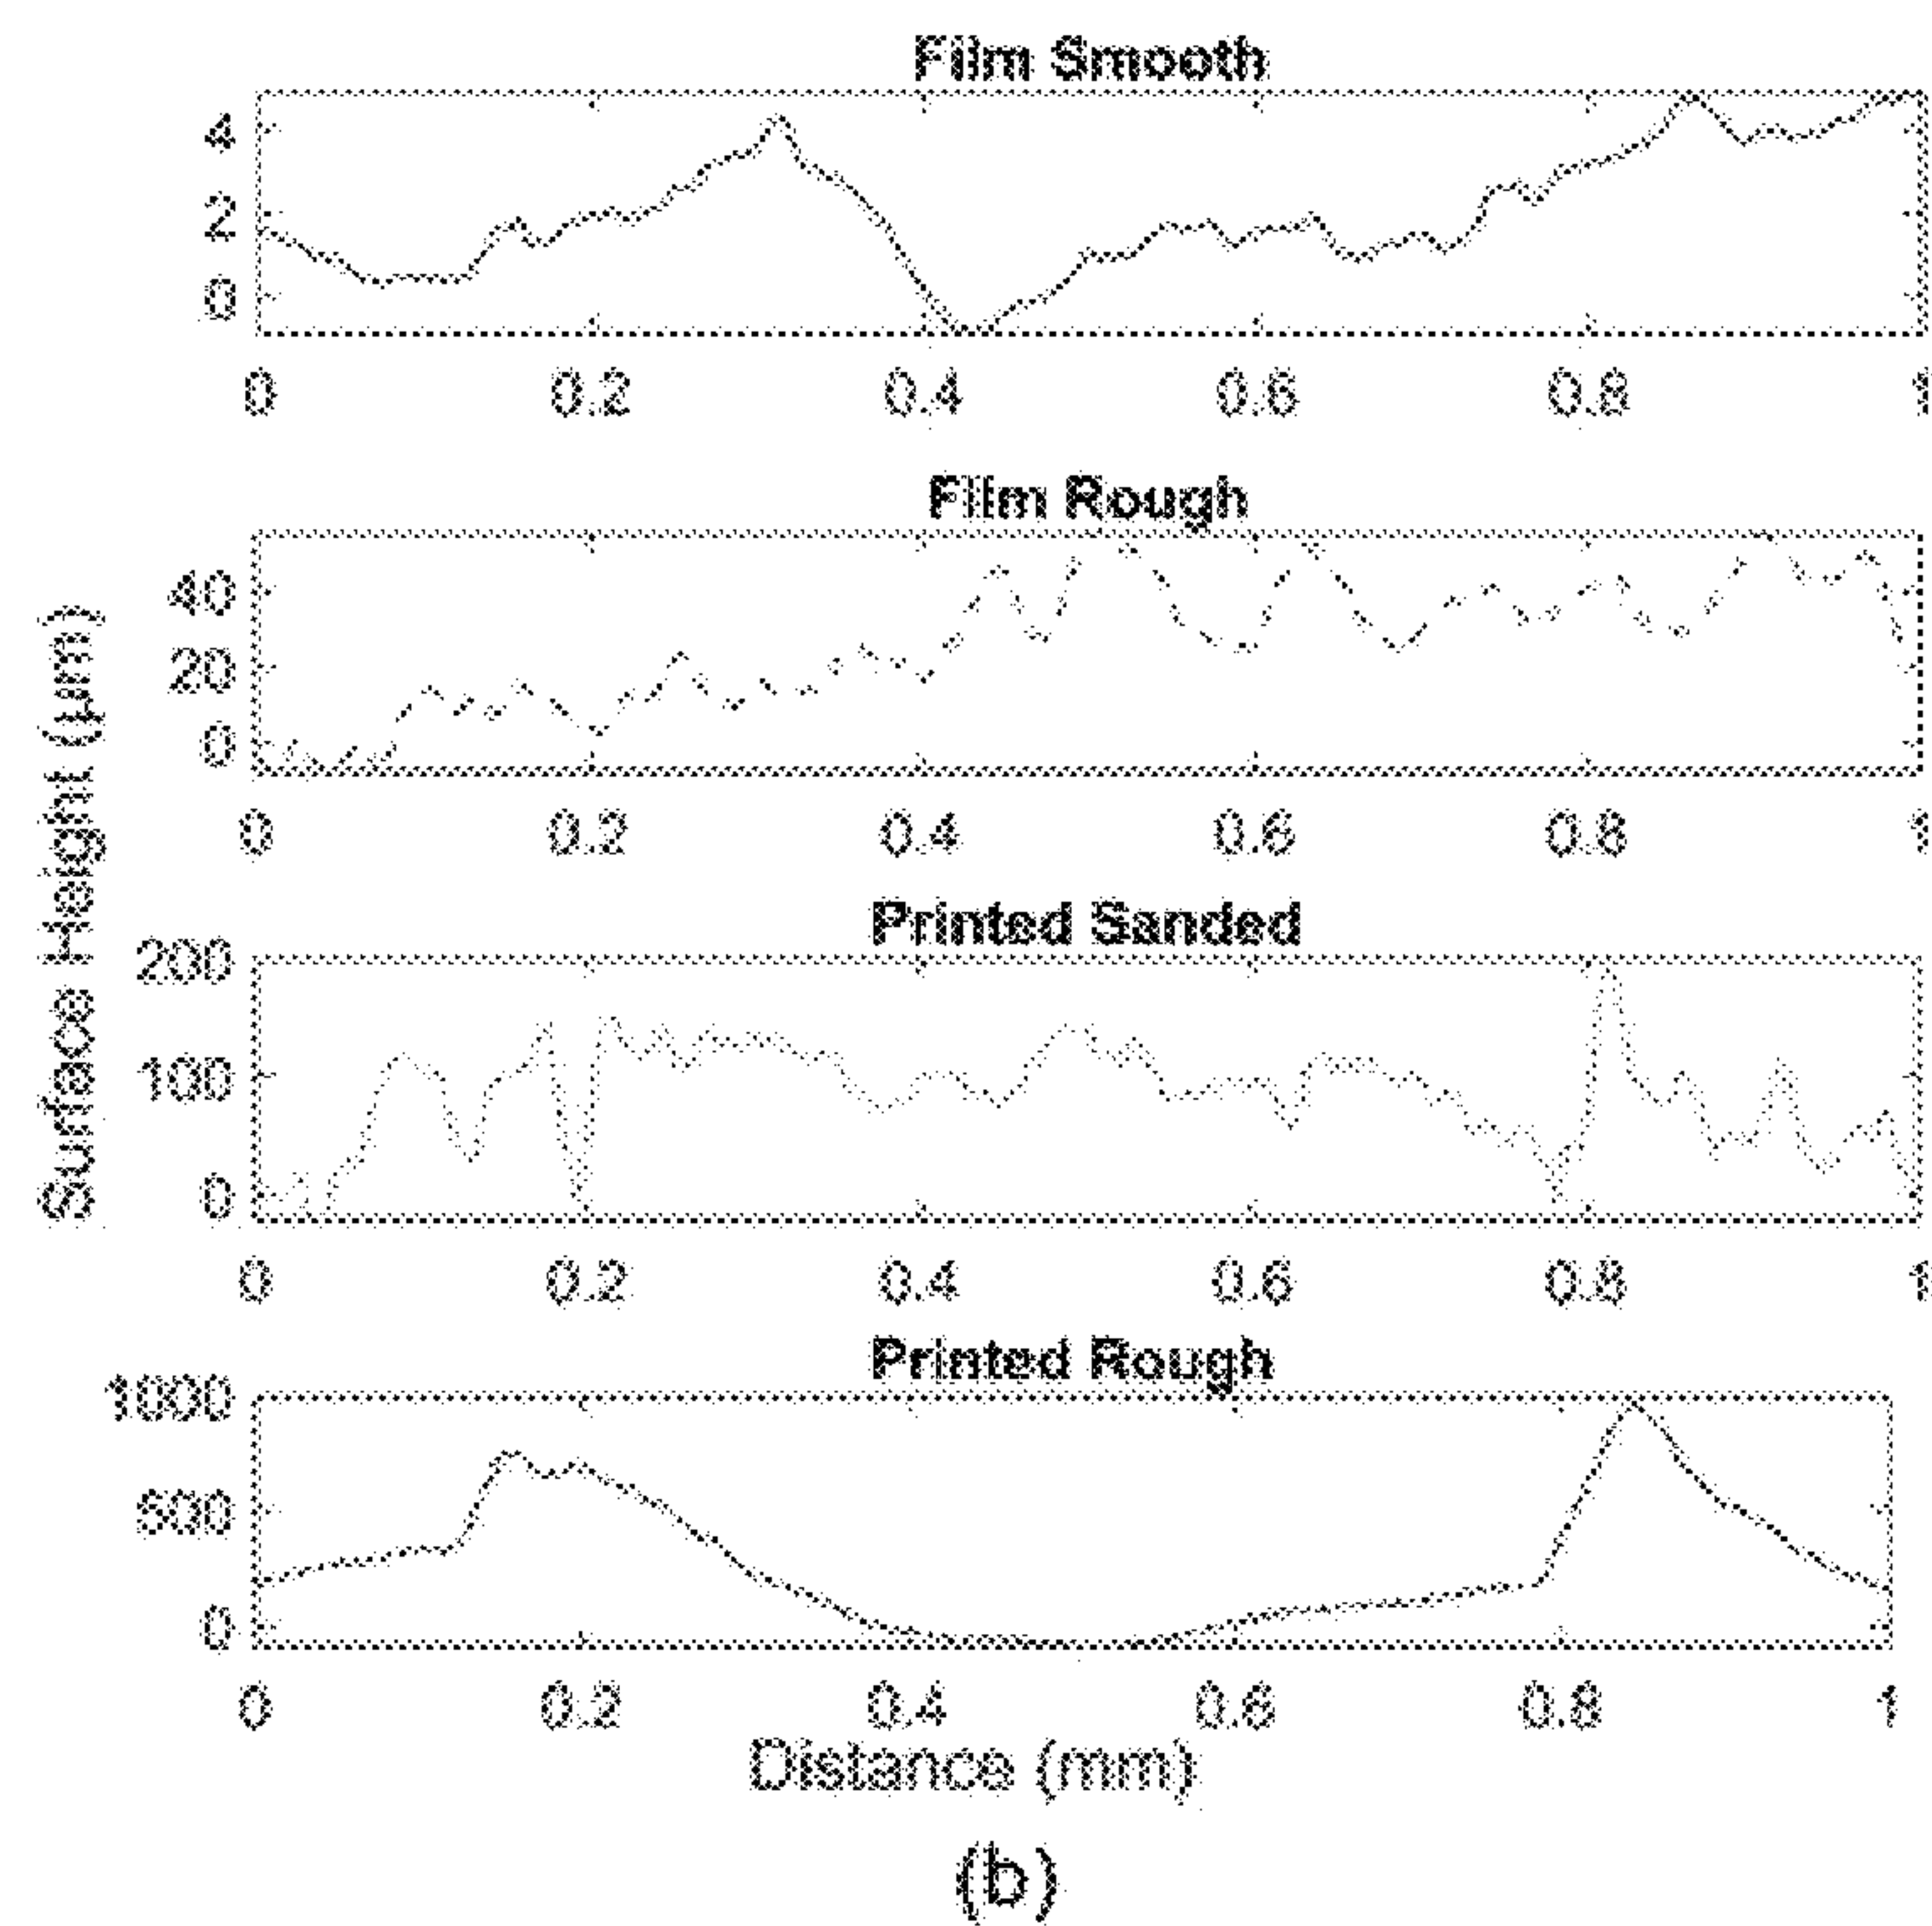 Film Smooth
4
2
0
0 0.2 0.4 0.6 0.8 1
Film Rough
40
20
0
0 0.2 0.4 0.6 0.8 1
Surface Height (µm)
Printed Sanded
200
100
0
0 0.2 0.4 0.6 0.8 1
Printed Rough
1000
500
0
0 0.2 0.4 0.6 0.8 1
Distance (mm)
(b)